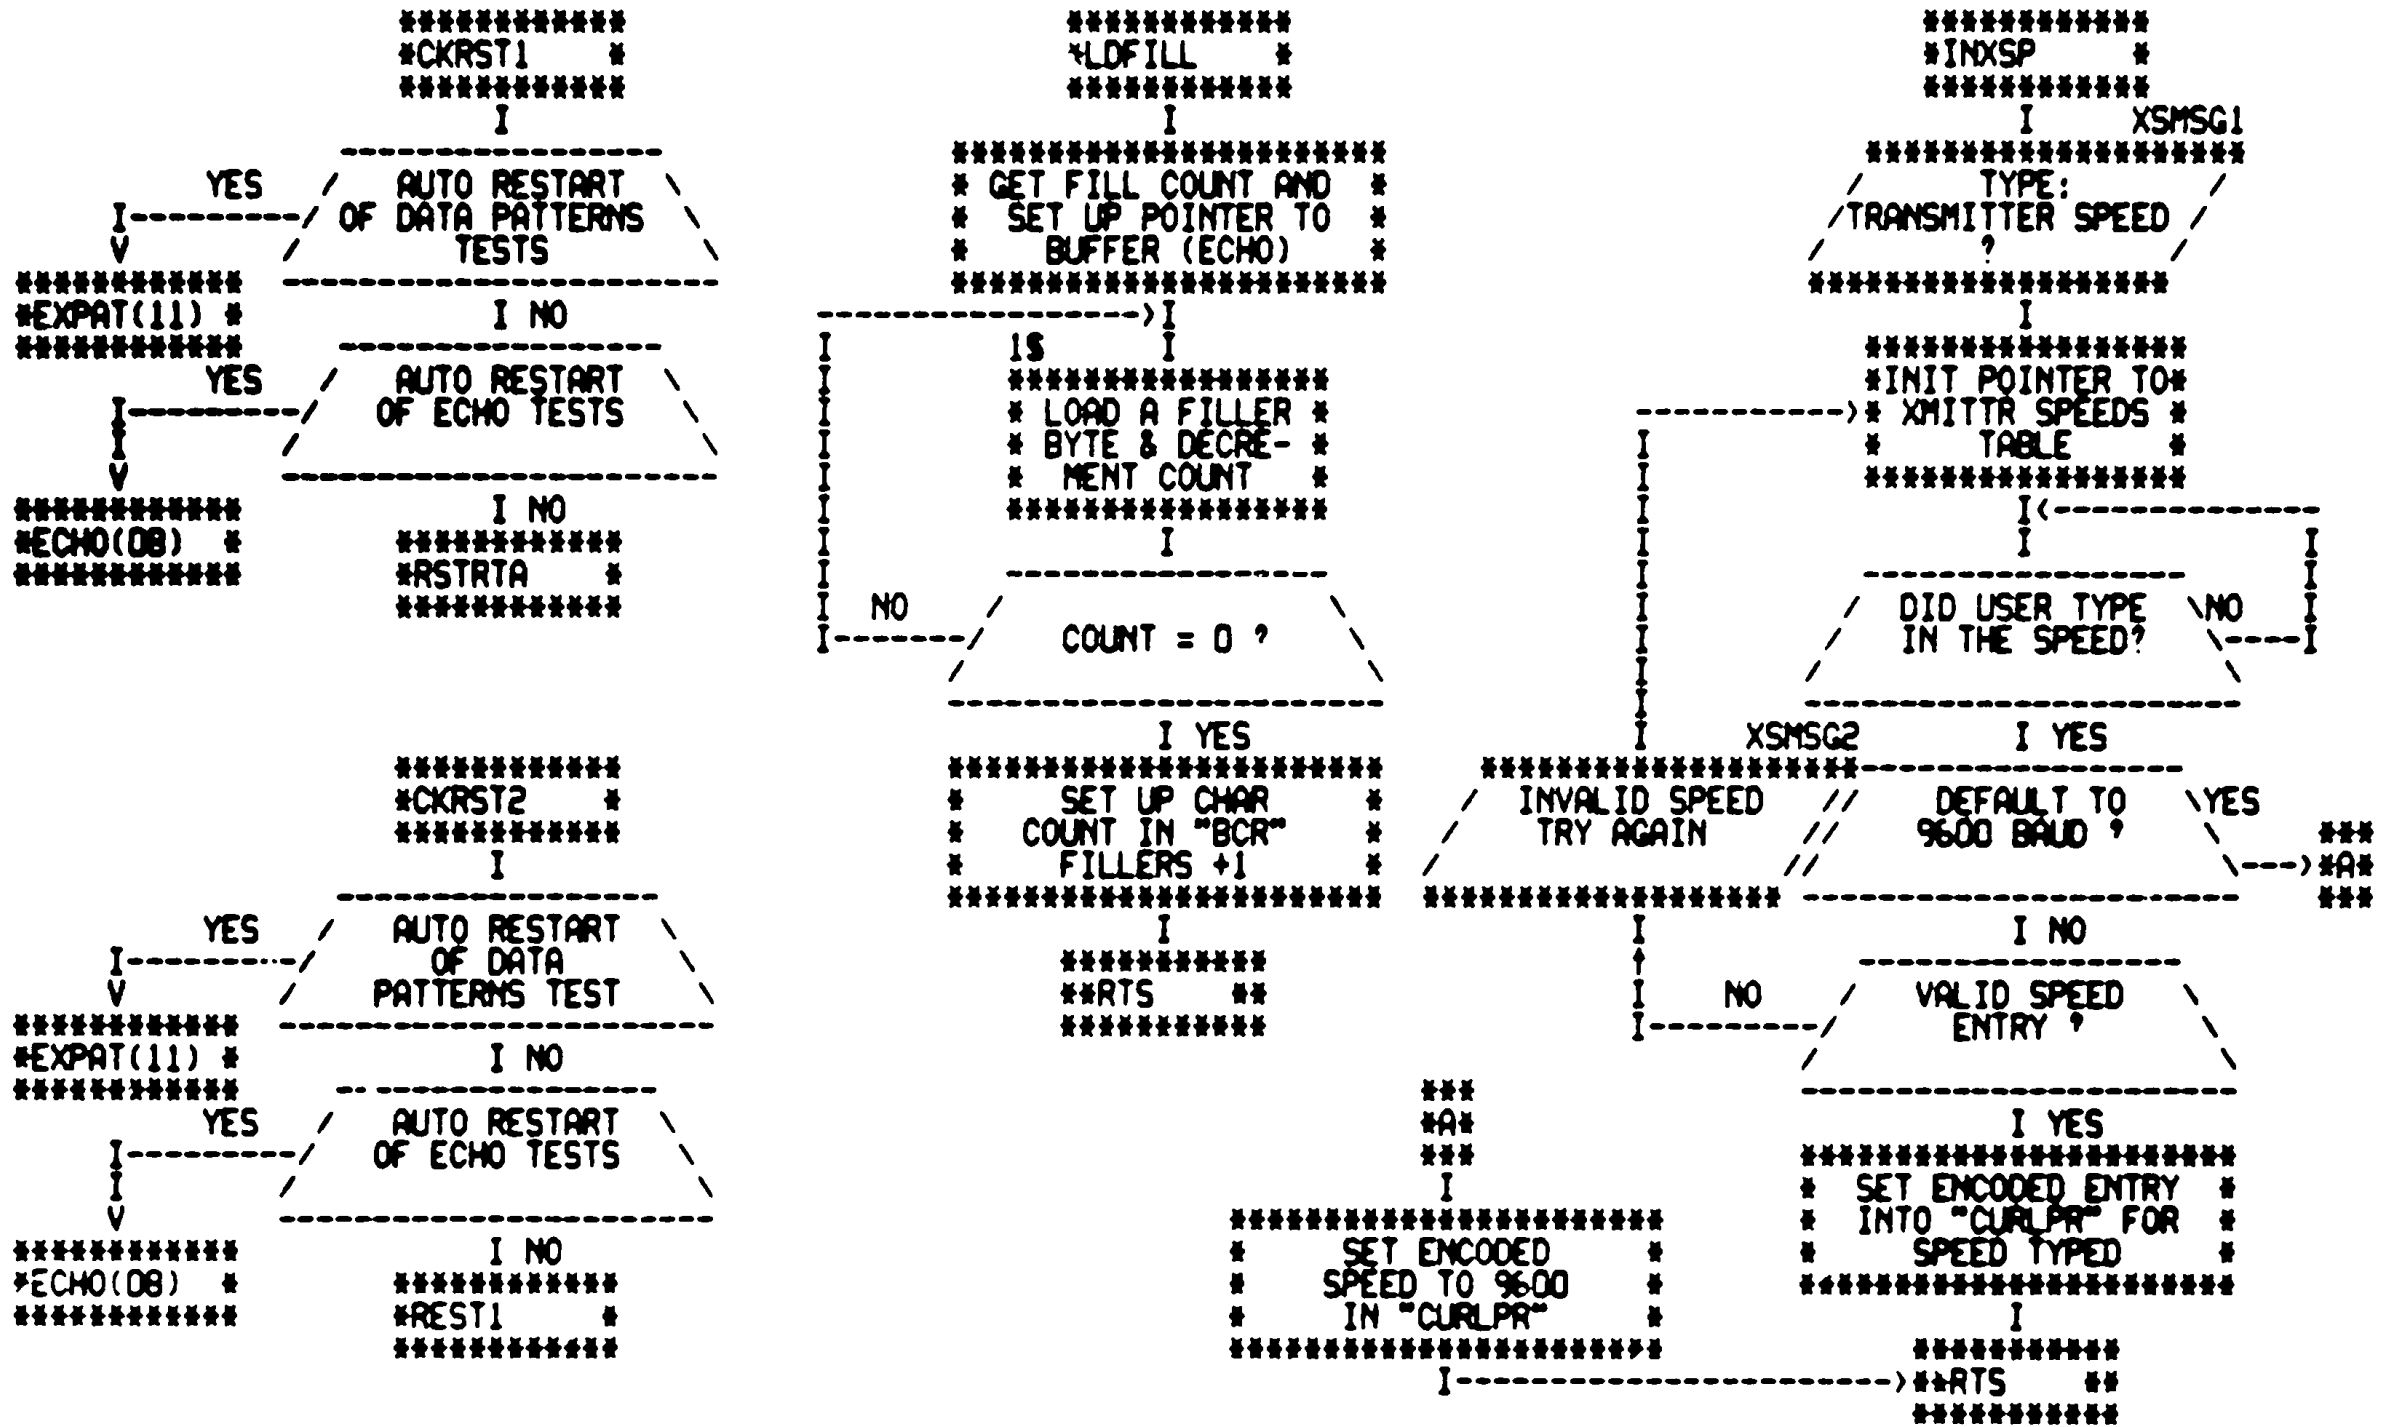 CKRST1
AUTO RESTART
OF DATA PATTERNS
TESTS
YES
EXPAT(11)
NO
AUTO RESTART
OF ECHO TESTS
YES
ECHO(08)
NO
RSTRTA
CKRST2
AUTO RESTART
OF DATA
PATTERNS TEST
YES
EXPAT(11)
NO
AUTO RESTART
OF ECHO TESTS
YES
ECHO(08)
NO
REST1
LDFILL
GET FILL COUNT AND
SET UP POINTER TO
BUFFER (ECHO)
1$
LOAD A FILLER
BYTE & DECRE-
MENT COUNT
NO
COUNT = 0 ?
YES
SET UP CHAR
COUNT IN "BCR"
FILLERS +1
**RTS **
INXSP
XSMSG1
TYPE:
TRANSMITTER SPEED
?
INIT POINTER TO
XMITTR SPEEDS
TABLE
DID USER TYPE
IN THE SPEED?
NO
YES
XSMSG2
INVALID SPEED
TRY AGAIN
DEFAULT TO
9600 BAUD ?
YES
*A*
NO
VALID SPEED
ENTRY ?
NO
YES
SET ENCODED ENTRY
INTO "CURLPR" FOR
SPEED TYPED
*A*
SET ENCODED
SPEED TO 9600
IN "CURLPR"
**RTS **